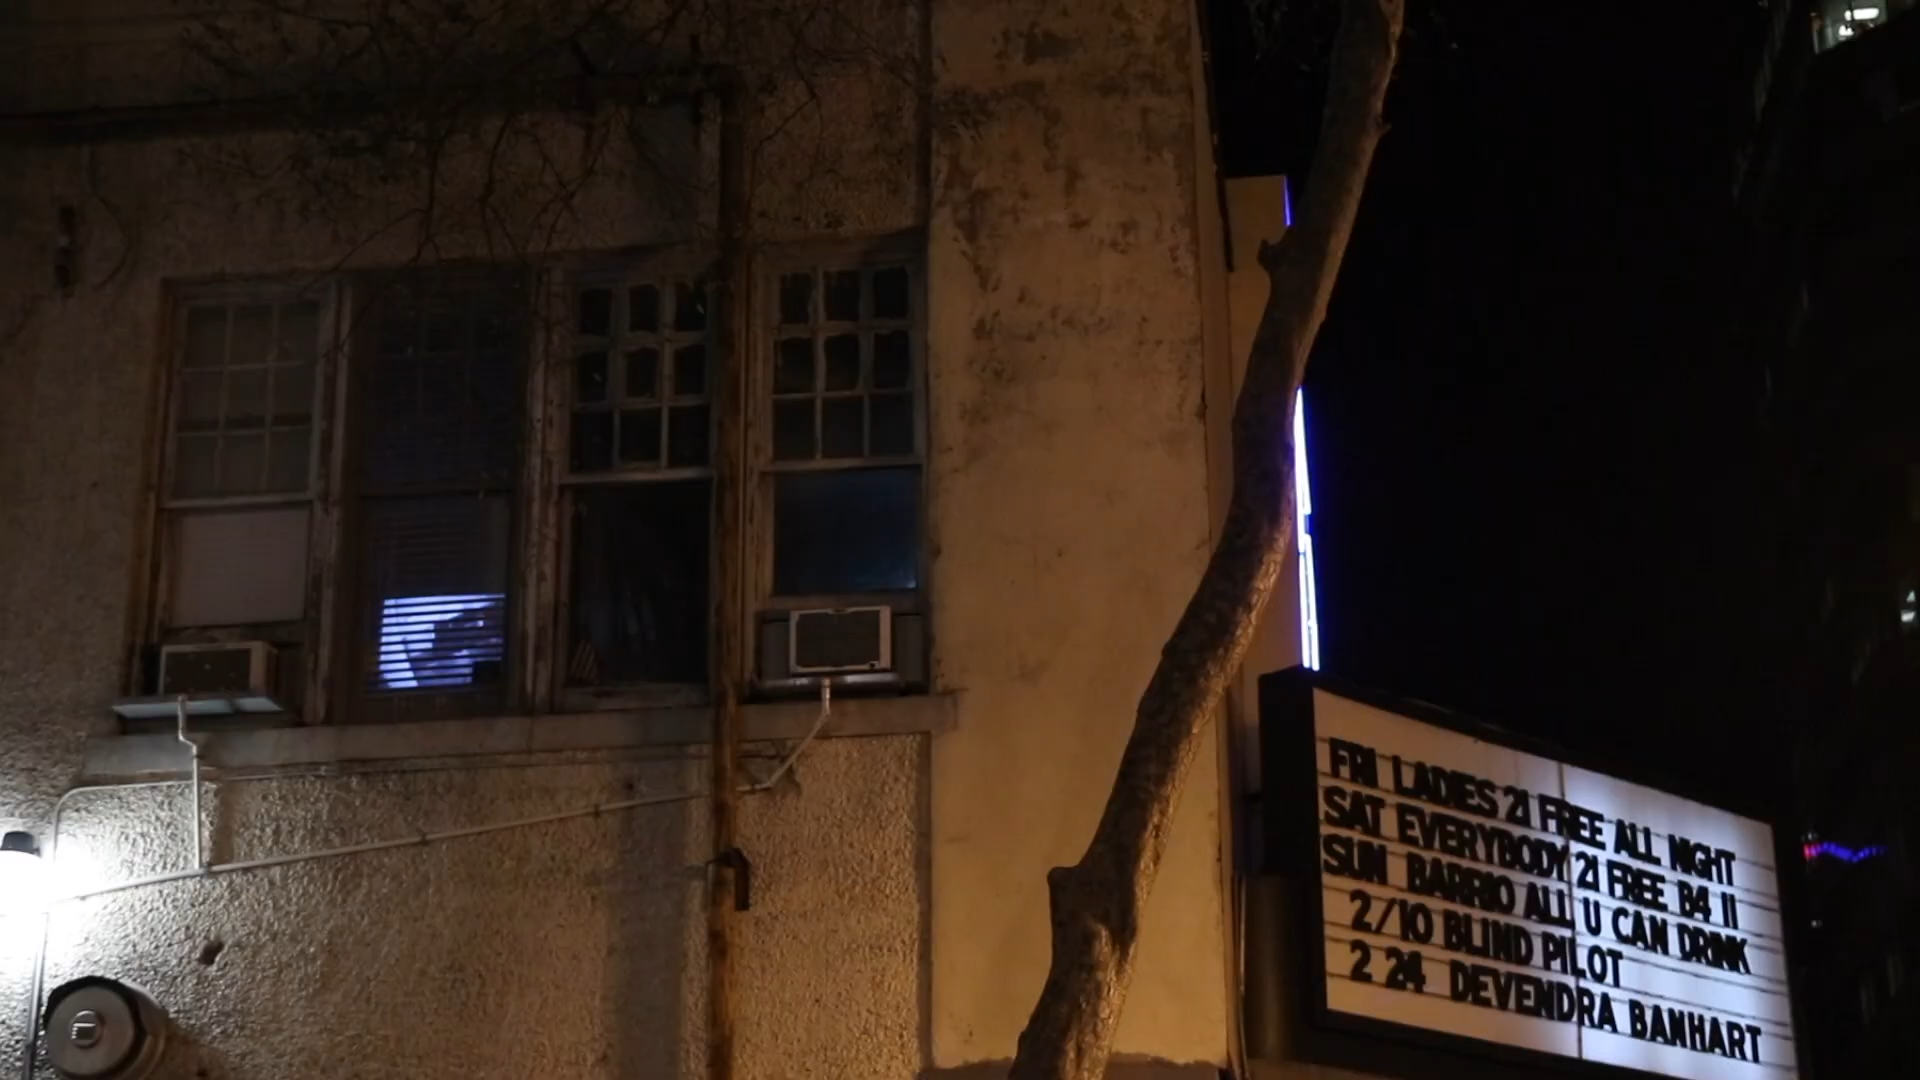 FRI LADIES 21 FREE ALL NIGHT
SAT EVERYBODY 21 FREE B4 11
SUN BARRIO ALL U CAN DRINK
2/10 BLIND PILOT
2 24 DEVENDRA BANHART